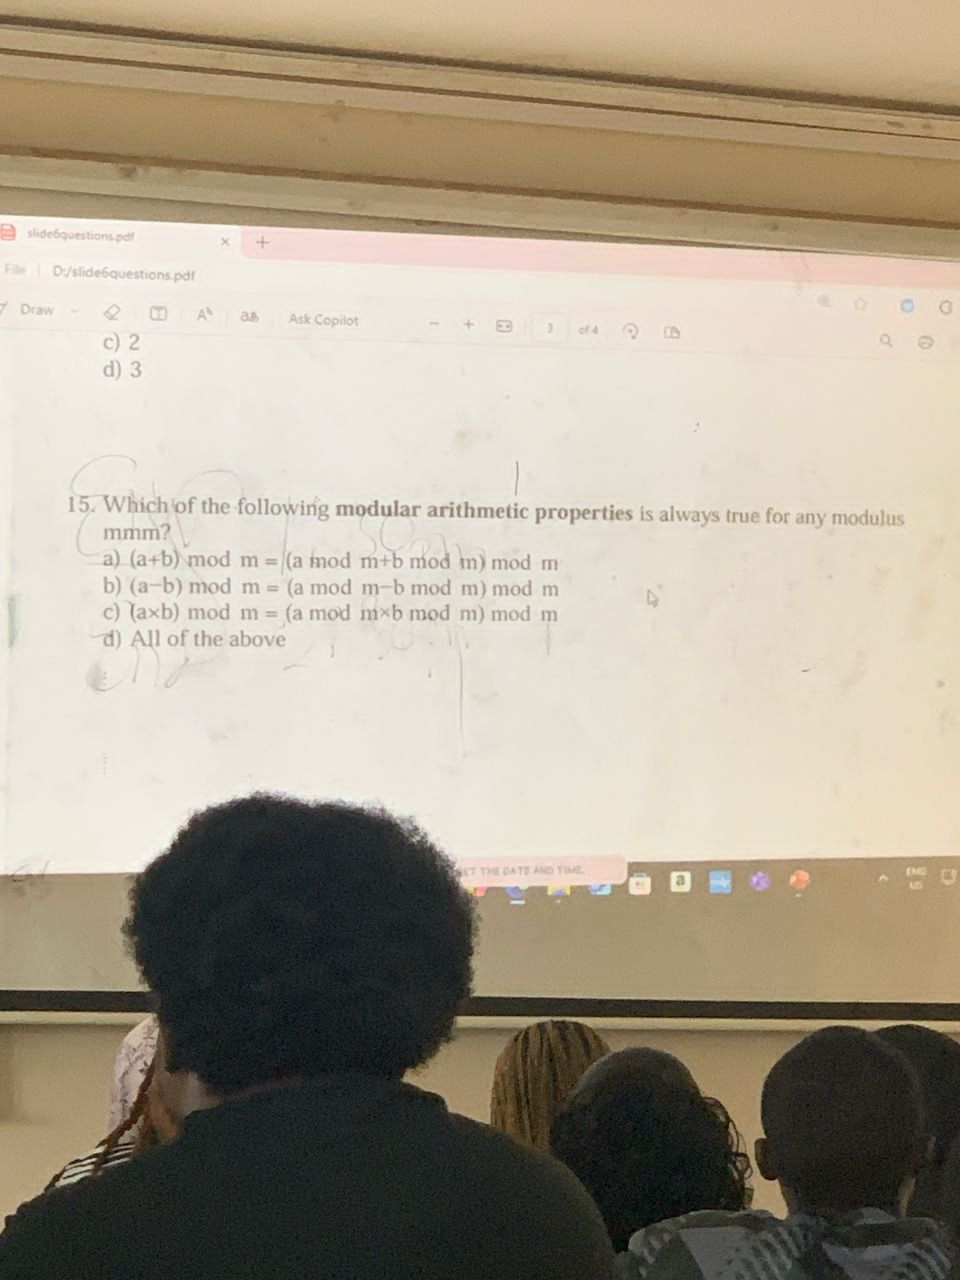 slide6questions.pdf
File | D:/slide6questions.pdf
Draw Ask Copilot 3 of 4
c) 2
d) 3
15. Which of the following modular arithmetic properties is always true for any modulus
mmm?
a) (a+b) mod m = (a mod m+b mod m) mod m
b) (a−b) mod m = (a mod m−b mod m) mod m
c) (a×b) mod m = (a mod m×b mod m) mod m
d) All of the above
THE DATE AND TIME.
ENG
US